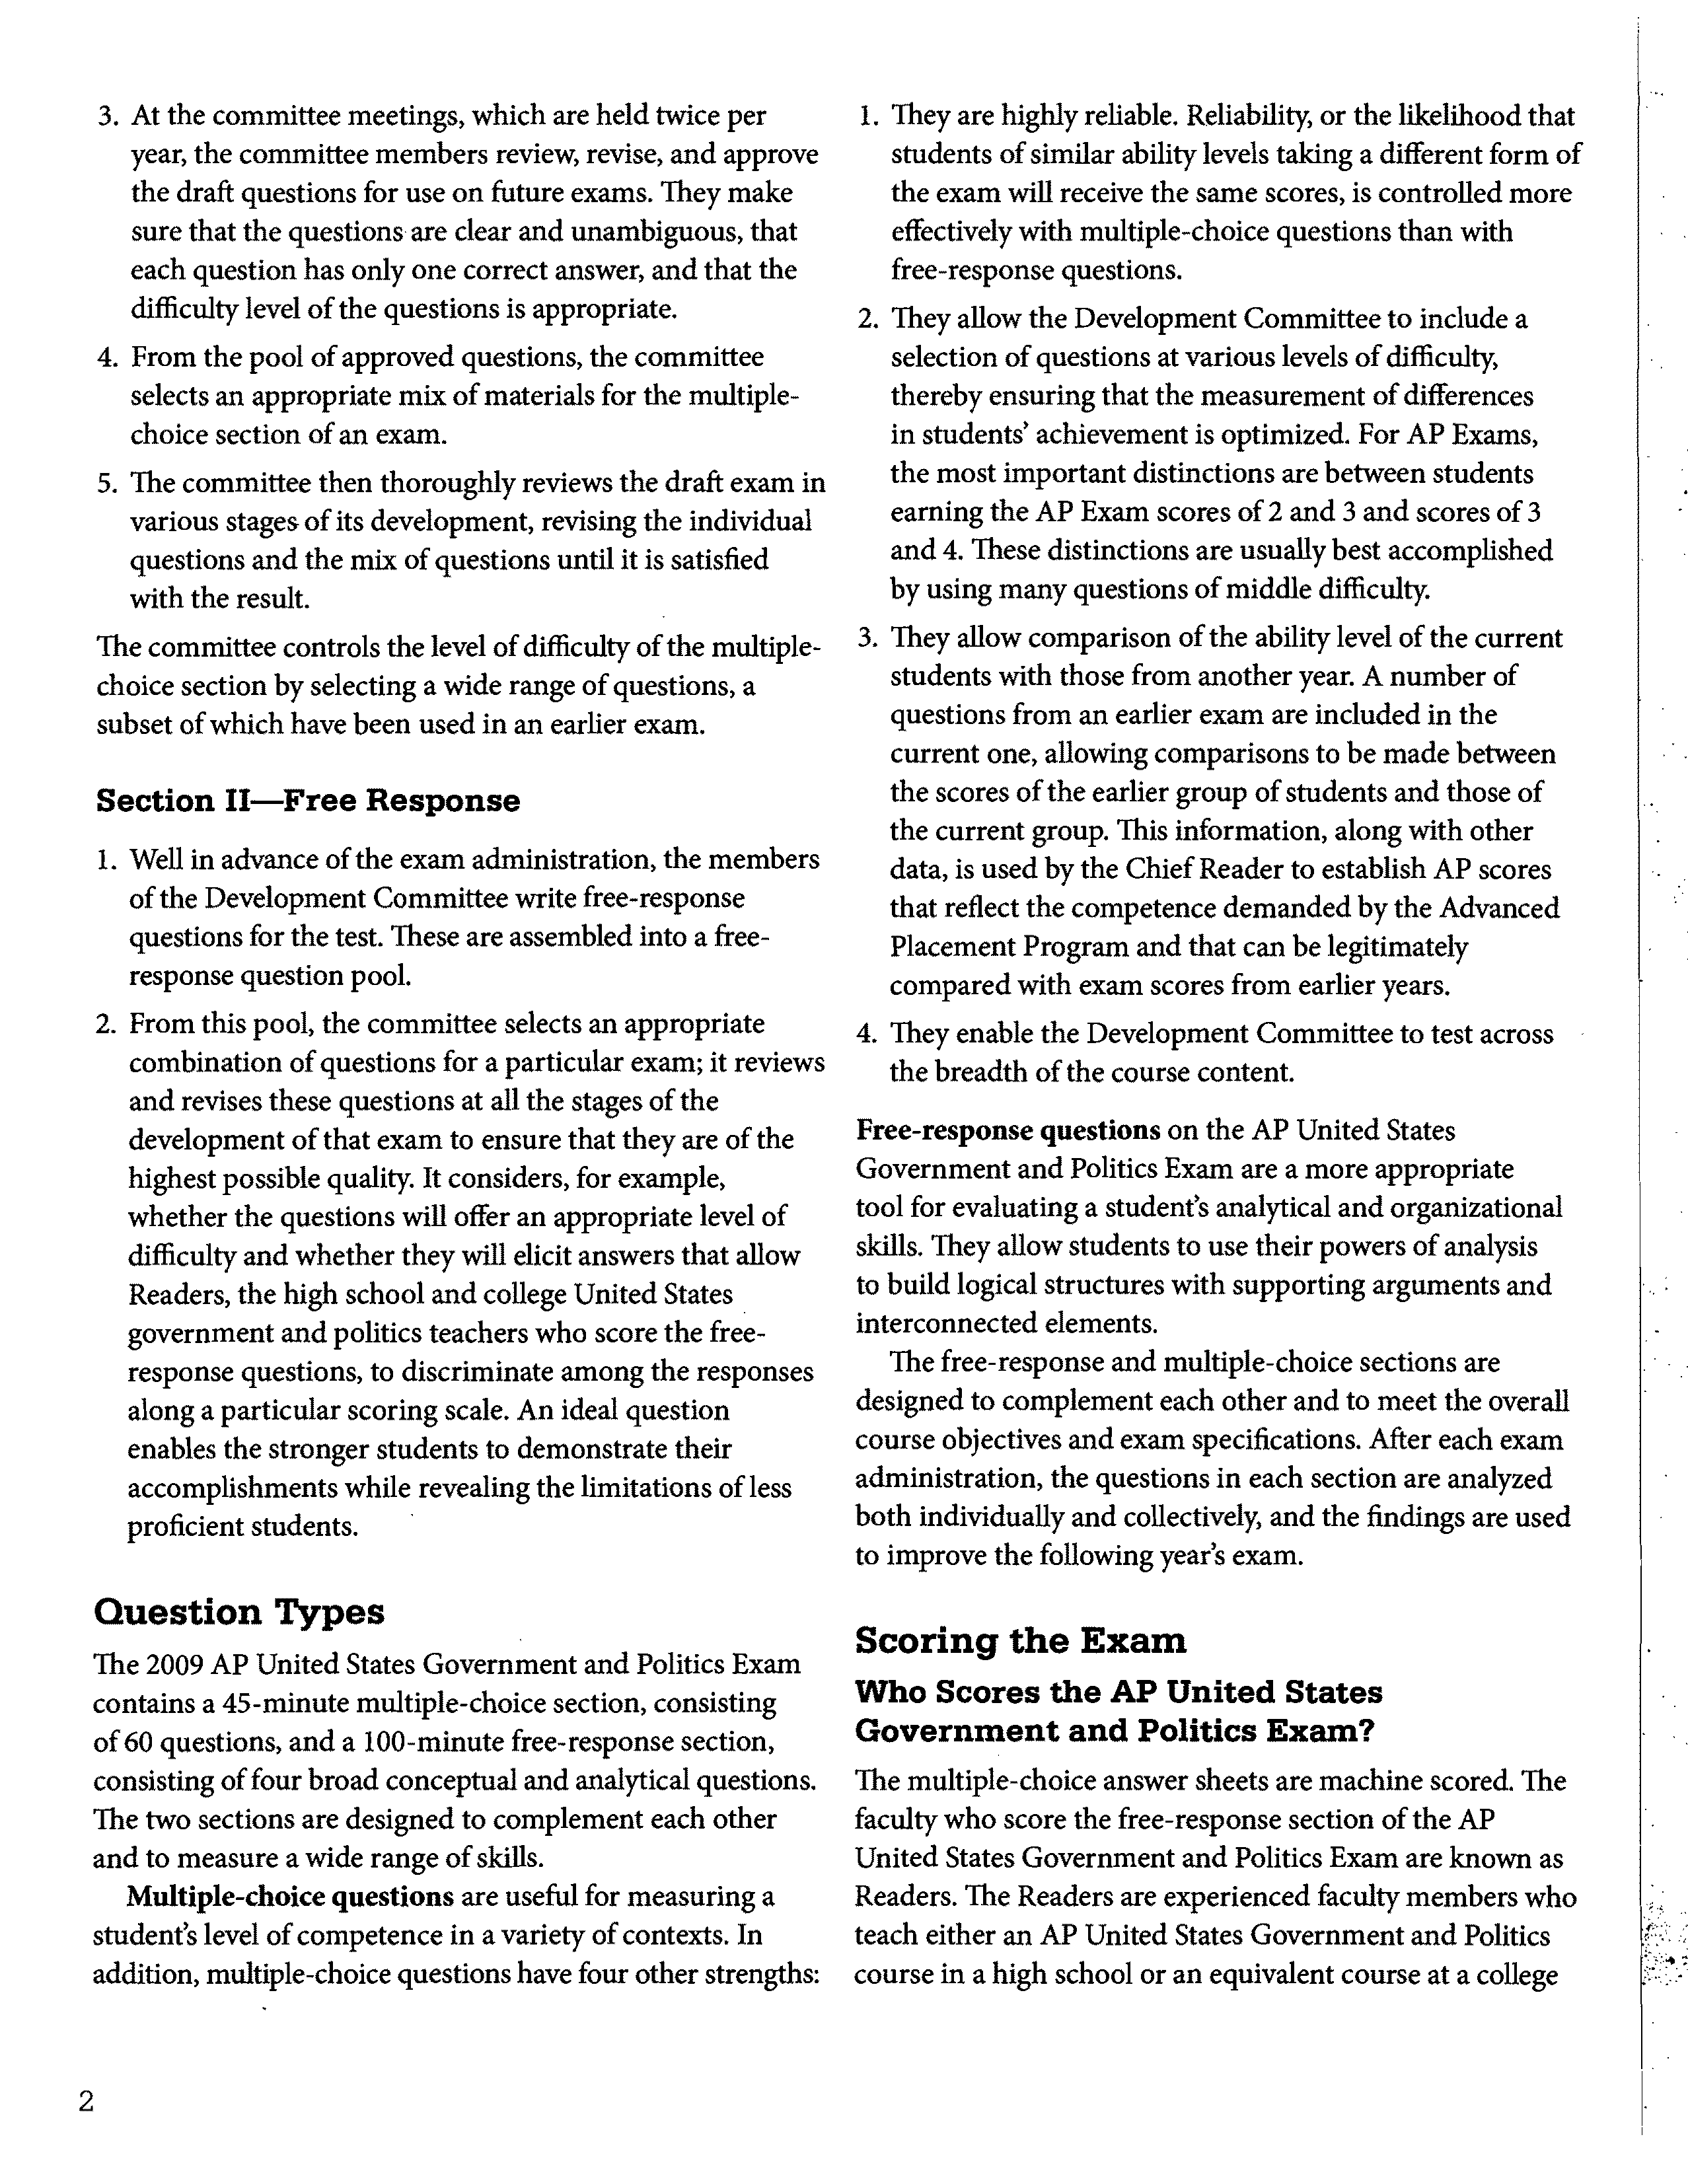 3. At the committee meetings, which are held twice per
year, the committee members review, revise, and approve
the draft questions for use on future exams. They make
sure that the questions are clear and unambiguous, that
each question has only one correct answer, and that the
difficulty level of the questions is appropriate.
4. From the pool of approved questions, the committee
selects an appropriate mix of materials for the multiple-
choice section of an exam.
5. The committee then thoroughly reviews the draft exam in
various stages of its development, revising the individual
questions and the mix of questions until it is satisfied
with the result.
The committee controls the level of difficulty of the multiple-
choice section by selecting a wide range of questions, a
subset of which have been used in an earlier exam.
Section II—Free Response
1. Well in advance of the exam administration, the members
of the Development Committee write free-response
questions for the test. These are assembled into a free-
response question pool.
2. From this pool, the committee selects an appropriate
combination of questions for a particular exam; it reviews
and revises these questions at all the stages of the
development of that exam to ensure that they are of the
highest possible quality. It considers, for example,
whether the questions will offer an appropriate level of
difficulty and whether they will elicit answers that allow
Readers, the high school and college United States
government and politics teachers who score the free-
response questions, to discriminate among the responses
along a particular scoring scale. An ideal question
enables the stronger students to demonstrate their
accomplishments while revealing the limitations of less
proficient students.
Question Types
The 2009 AP United States Government and Politics Exam
contains a 45-minute multiple-choice section, consisting
of 60 questions, and a 100-minute free-response section,
consisting of four broad conceptual and analytical questions.
The two sections are designed to complement each other
and to measure a wide range of skills.
Multiple-choice questions are useful for measuring a
student's level of competence in a variety of contexts. In
addition, multiple-choice questions have four other strengths:
1. They are highly reliable. Reliability, or the likelihood that
students of similar ability levels taking a different form of
the exam will receive the same scores, is controlled more
effectively with multiple-choice questions than with
free-response questions.
2. They allow the Development Committee to include a
selection of questions at various levels of difficulty,
thereby ensuring that the measurement of differences
in students' achievement is optimized. For AP Exams,
the most important distinctions are between students
earning the AP Exam scores of 2 and 3 and scores of 3
and 4. These distinctions are usually best accomplished
by using many questions of middle difficulty.
3. They allow comparison of the ability level of the current
students with those from another year. A number of
questions from an earlier exam are included in the
current one, allowing comparisons to be made between
the scores of the earlier group of students and those of
the current group. This information, along with other
data, is used by the Chief Reader to establish AP scores
that reflect the competence demanded by the Advanced
Placement Program and that can be legitimately
compared with exam scores from earlier years.
4. They enable the Development Committee to test across
the breadth of the course content.
Free-response questions on the AP United States
Government and Politics Exam are a more appropriate
tool for evaluating a student's analytical and organizational
skills. They allow students to use their powers of analysis
to build logical structures with supporting arguments and
interconnected elements.
The free-response and multiple-choice sections are
designed to complement each other and to meet the overall
course objectives and exam specifications. After each exam
administration, the questions in each section are analyzed
both individually and collectively, and the findings are used
to improve the following year's exam.
Scoring the Exam
Who Scores the AP United States
Government and Politics Exam?
The multiple-choice answer sheets are machine scored. The
faculty who score the free-response section of the AP
United States Government and Politics Exam are known as
Readers. The Readers are experienced faculty members who
teach either an AP United States Government and Politics
course in a high school or an equivalent course at a college
2